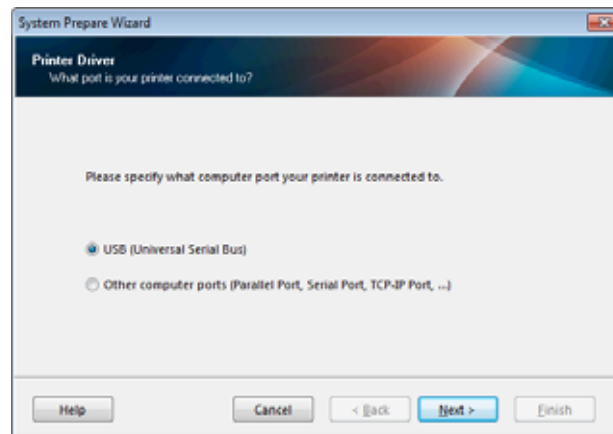 System Prepare Wizard
Printer Driver
What port is your printer connected to?
Please specify what computer port your printer is connected to.
USB (Universal Serial Bus)
Other computer ports (Parallel Port, Serial Port, TCP-IP Port, ...)
Help Cancel < Back Next > Finish